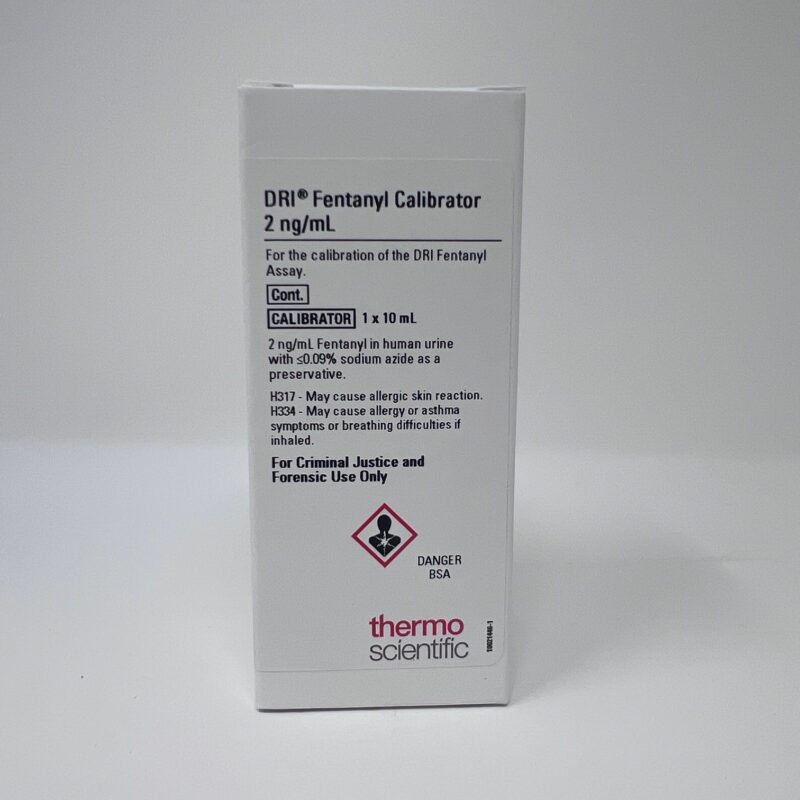 DRI® Fentanyl Calibrator
2 ng/mL
For the calibration of the DRI Fentanyl
Assay.
Cont.
CALIBRATOR 1 x 10 mL
2 ng/mL Fentanyl in human urine
with ≤0.09% sodium azide as a
preservative.
H317 - May cause allergic skin reaction.
H334 - May cause allergy or asthma
symptoms or breathing difficulties if
inhaled.
For Criminal Justice and
Forensic Use Only
DANGER
BSA
thermo
scientific